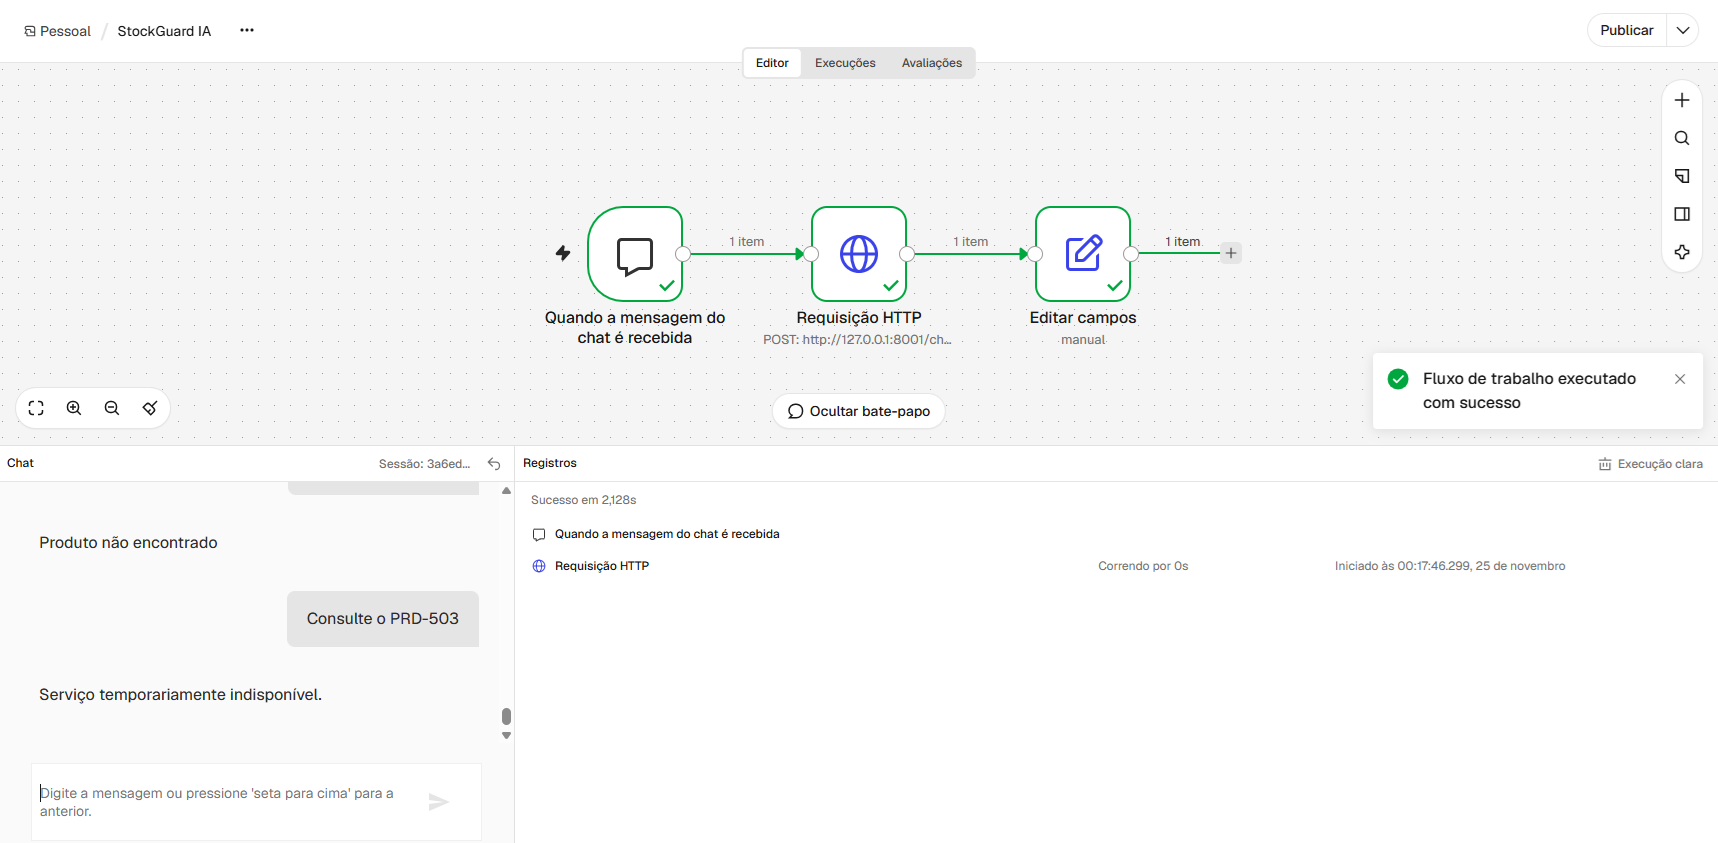 Pessoal / StockGuard IA ...
Publicar
Editor Execuções Avaliações
1 item
1 item
1 item
Quando a mensagem do
chat é recebida
Requisição HTTP
POST: http://127.0.0.1:8001/ch...
Editar campos
manual
Fluxo de trabalho executado
com sucesso
Ocultar bate-papo
Chat
Sessão: 3a6ed...
Registros
Execução clara
Produto não encontrado
Consulte o PRD-503
Serviço temporariamente indisponível.
Digite a mensagem ou pressione 'seta para cima' para a
anterior.
Sucesso em 2,128s
Quando a mensagem do chat é recebida
Requisição HTTP
Correndo por 0s
Iniciado às 00:17:46.299, 25 de novembro